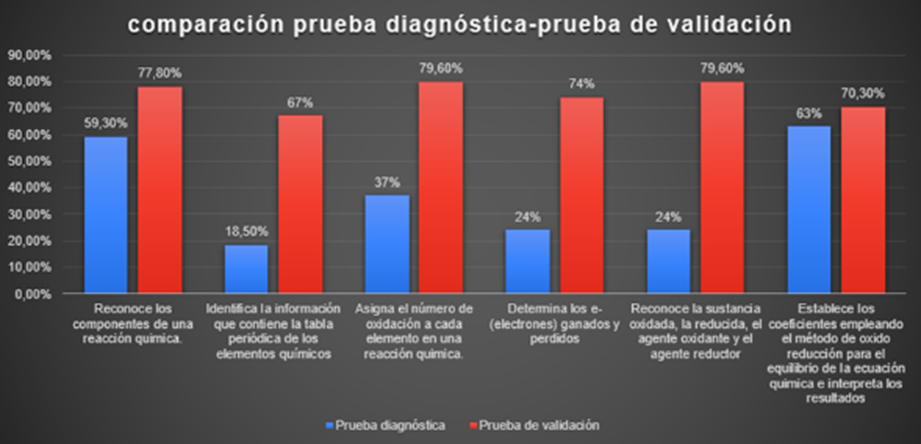 comparación prueba diagnóstica-prueba de validación
90,00%
80,00%
70,00%
60,00%
50,00%
40,00%
30,00%
20,00%
10,00%
0,00%
59,30%
77,80%
18,50%
67%
37%
79,60%
24%
74%
24%
79,60%
63%
70,30%
Reconoce los
componentes de una
reacción quimica.
Identifica la información
que contiene la tabla
periódica de los
elementos químicos
Asigna el número de
oxidación a cada
elemento en una
reacción quimica.
Determina los e-
(electrones) ganados y
perdidos
Reconoce la sustancia
oxidada, la reducida, el
agente oxidante y el
agente reductor
Establece los
coeficientes empleando
el método de oxido
reducción para el
equilibrio de la ecuación
quimica e interpreta los
resultados
Prueba diagnóstica
Prueba de validación